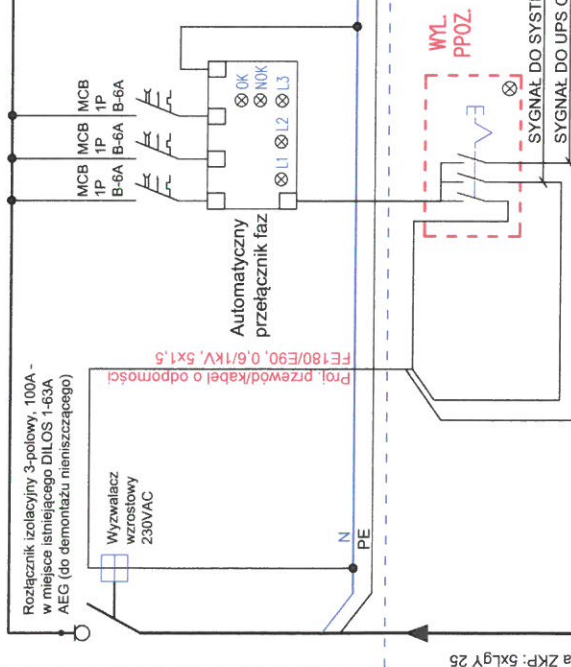 MCB
1P
B-6A
MCB
1P
B-6A
MCB
1P
B-6A
Rozłącznik izolacyjny 3-polowy, 100A -
w miejsce istniejącego DILOS 1-63A
AEG (do demontażu nieniszczącego)
Wyzwalacz
wzrostowy
230VAC
Automatyczny
przełącznik faz
OK
NOK
L1
L2
L3
Proj. przewód/kabel o odporności
FE180/E90, 0,6/1KV, 5x1,5
N
PE
WYŁ.
PPOŻ.
SYGNAŁ DO SYST
SYGNAŁ DO UPS
a ZKP: 5xLgY 25